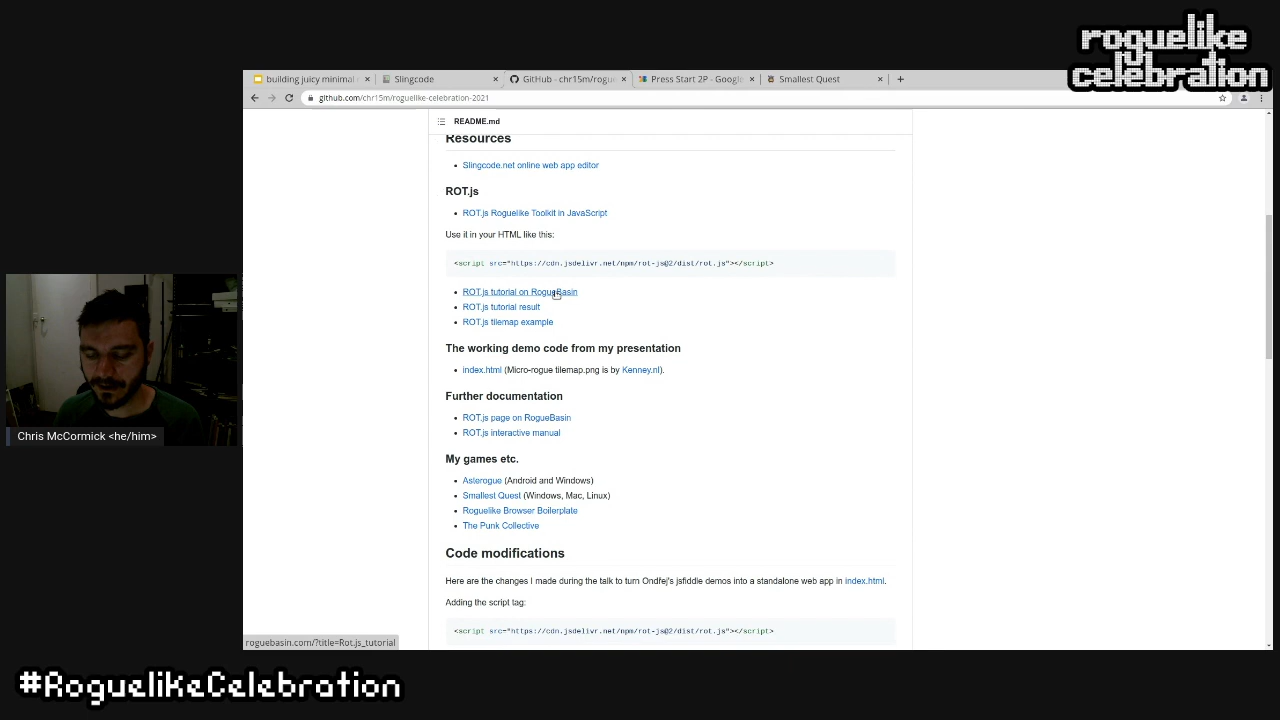 roguelike
celebration
building juicy minimal
Slingcode
GitHub - chr15m/rogue
Press Start 2P - Google
Smallest Quest
github.com/chr15m/roguelike-celebration-2021
README.md
Resources
Slingcode.net online web app editor
ROT.js
ROT.js Roguelike Toolkit in JavaScript
Use it in your HTML like this:
<script src="https://cdn.jsdelivr.net/npm/rot-js@2/dist/rot.js"></script>
ROT.js tutorial on RogueBasin
ROT.js tutorial result
ROT.js tilemap example
The working demo code from my presentation
index.html (Micro-rogue tilemap.png is by Kenney.nl).
Further documentation
ROT.js page on RogueBasin
ROT.js interactive manual
My games etc.
Asterogue (Android and Windows)
Smallest Quest (Windows, Mac, Linux)
Roguelike Browser Boilerplate
The Punk Collective
Code modifications
Here are the changes I made during the talk to turn Ondřej's jsfiddle demos into a standalone web app in index.html.
Adding the script tag:
<script src="https://cdn.jsdelivr.net/npm/rot-js@2/dist/rot.js"></script>
roguebasin.com/?title=Rot.js_tutorial
Chris McCormick <he/him>
#RoguelikeCelebration